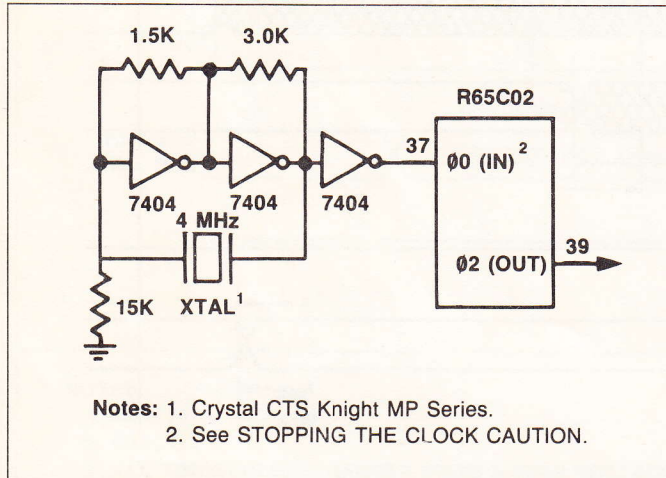 1.5K 3.0K
R65C02
37 Ø0 (IN) 2
7404 7404 7404
4 MHz
39
Ø2 (OUT)
15K XTAL1
Notes: 1. Crystal CTS Knight MP Series.
2. See STOPPING THE CLOCK CAUTION.